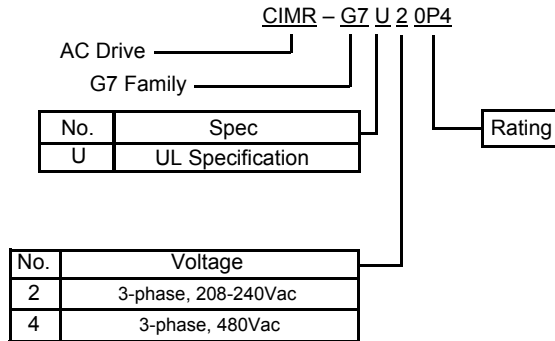 CIMR – G7 U 2 0P4
AC Drive
G7 Family
No. Spec
U UL Specification
Rating
No. Voltage
2 3-phase, 208-240Vac
4 3-phase, 480Vac